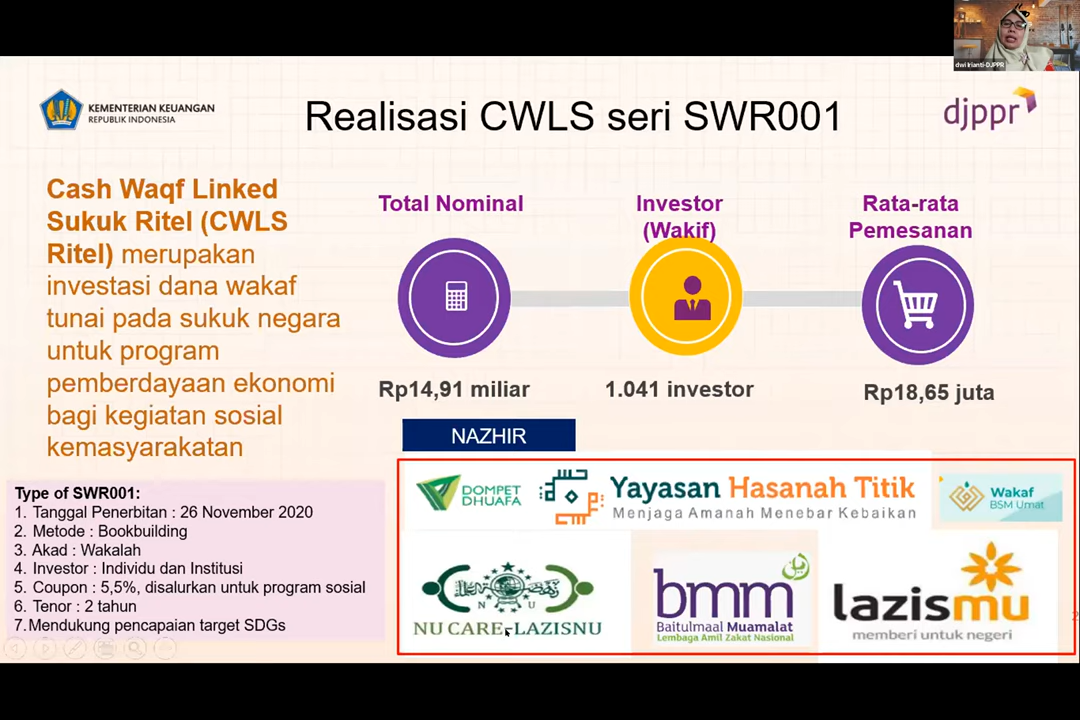 dwi Irianti-DJPPR
KEMENTERIAN KEUANGAN
REPUBLIK INDONESIA
Realisasi CWLS seri SWR001
djppr
Cash Waqf Linked
Sukuk Ritel (CWLS
Ritel) merupakan
investasi dana wakaf
tunai pada sukuk negara
untuk program
pemberdayaan ekonomi
bagi kegiatan sosial
kemasyarakatan
Total Nominal
Rp14,91 miliar
Investor
(Wakif)
1.041 investor
Rata-rata
Pemesanan
Rp18,65 juta
Type of SWR001:
1. Tanggal Penerbitan : 26 November 2020
2. Metode : Bookbuilding
3. Akad : Wakalah
4. Investor : Individu dan Institusi
5. Coupon : 5,5%, disalurkan untuk program sosial
6. Tenor : 2 tahun
7.Mendukung pencapaian target SDGs
NAZHIR
DOMPET
DHUAFA
Yayasan Hasanah Titik
Menjaga Amanah Menebar Kebaikan
Wakaf
BSM Umat
N U
NU CARE-LAZISNU
bmm
Baitulmaal Muamalat
Lembaga Amil Zakat Nasional
lazismu
memberi untuk negeri
2